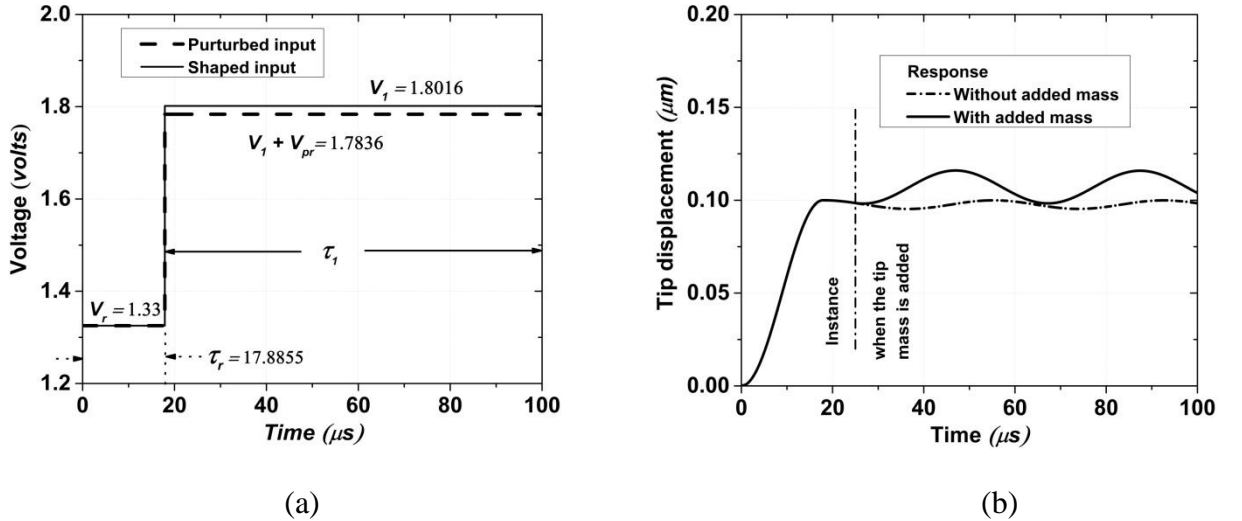 2.0
1.8
1.6
1.4
1.2
Voltage (volts)
Purturbed input
Shaped input
V1 = 1.8016
V1 + Vpr = 1.7836
τ1
Vr = 1.33
τr = 17.8855
0 20 40 60 80 100
Time (μs)
(a)
0.20
0.15
0.10
0.05
0.00
Tip displacement (μm)
Response
Without added mass
With added mass
Instance
when the tip
mass is added
0 20 40 60 80 100
Time (μs)
(b)